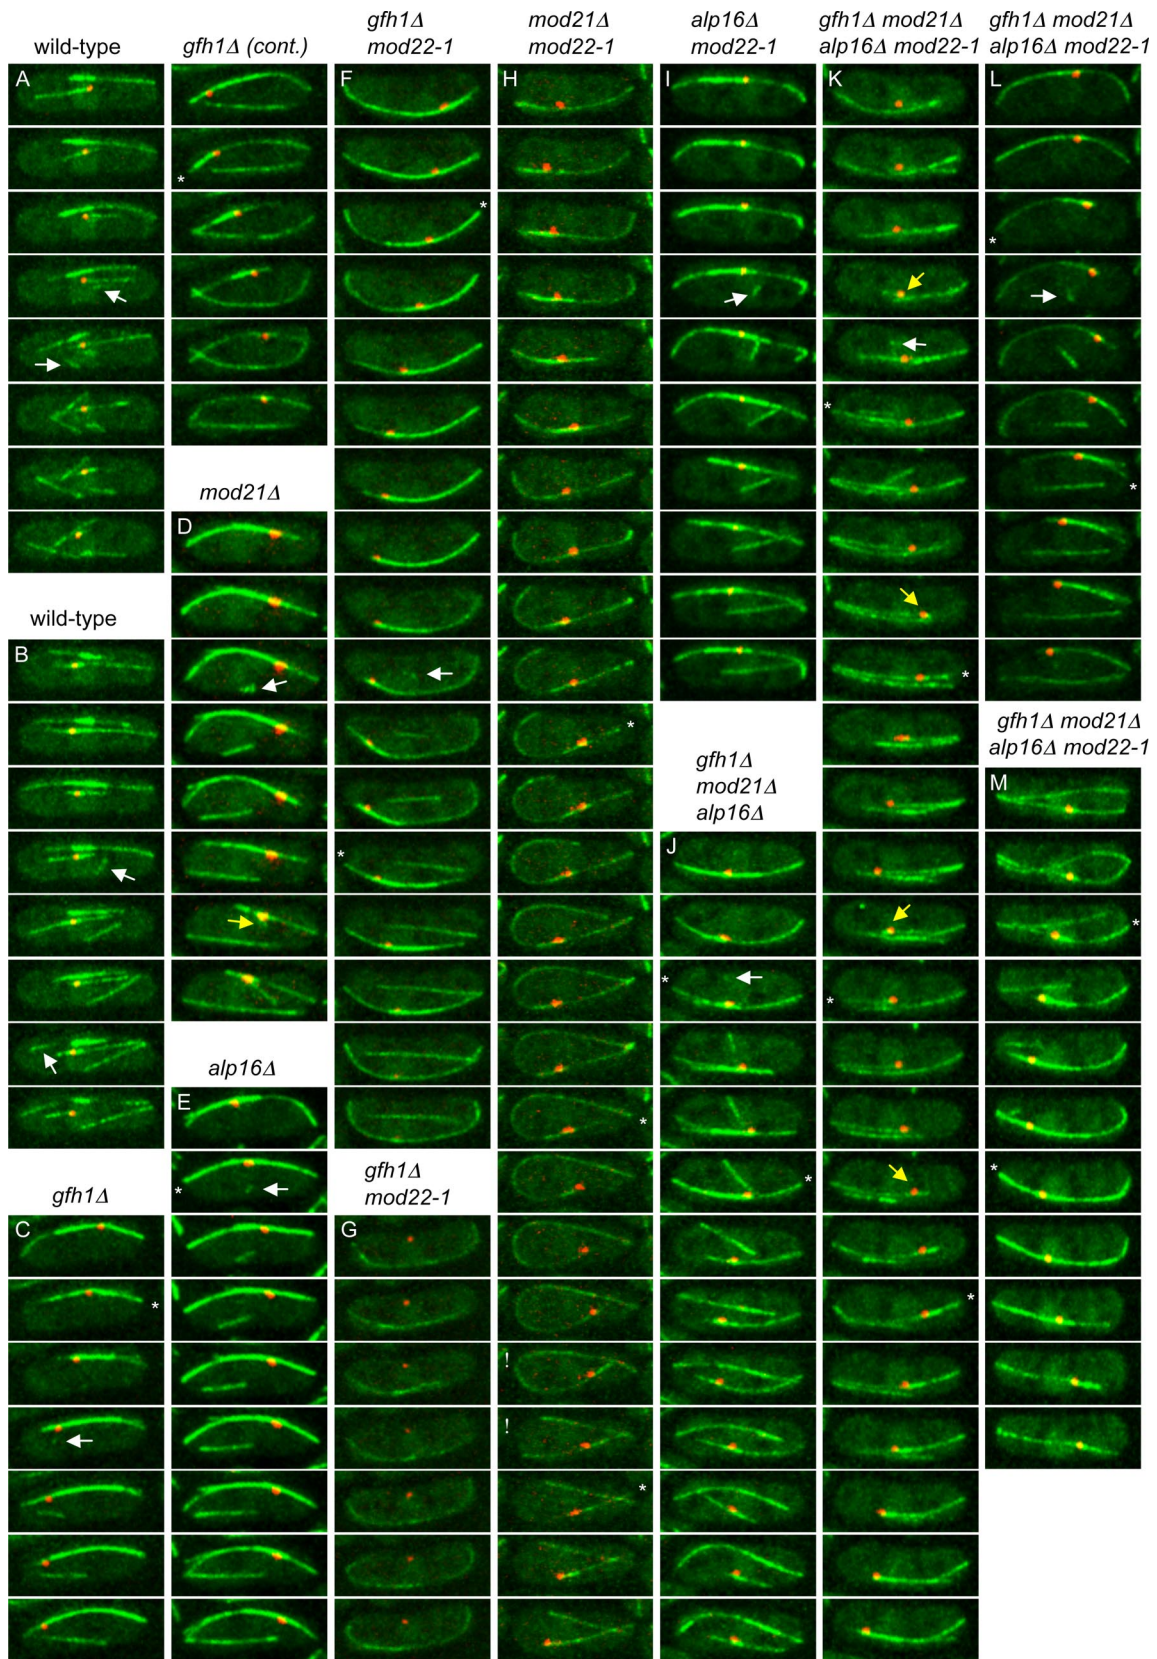 wild-type
A
wild-type
B
gfh1Δ
C
*
gfh1Δ (cont.)
*
mod21Δ
D
alp16Δ
E
*
gfh1Δ
mod22-1
F
*
*
gfh1Δ
mod22-1
G
mod21Δ
mod22-1
H
*
*
!
!
*
alp16Δ
mod22-1
I
gfh1Δ
mod21Δ
alp16Δ
J
*
*
gfh1Δ mod21Δ
alp16Δ mod22-1
K
*
*
*
*
gfh1Δ mod21Δ
alp16Δ mod22-1
L
*
*
gfh1Δ mod21Δ
alp16Δ mod22-1
M
*
*